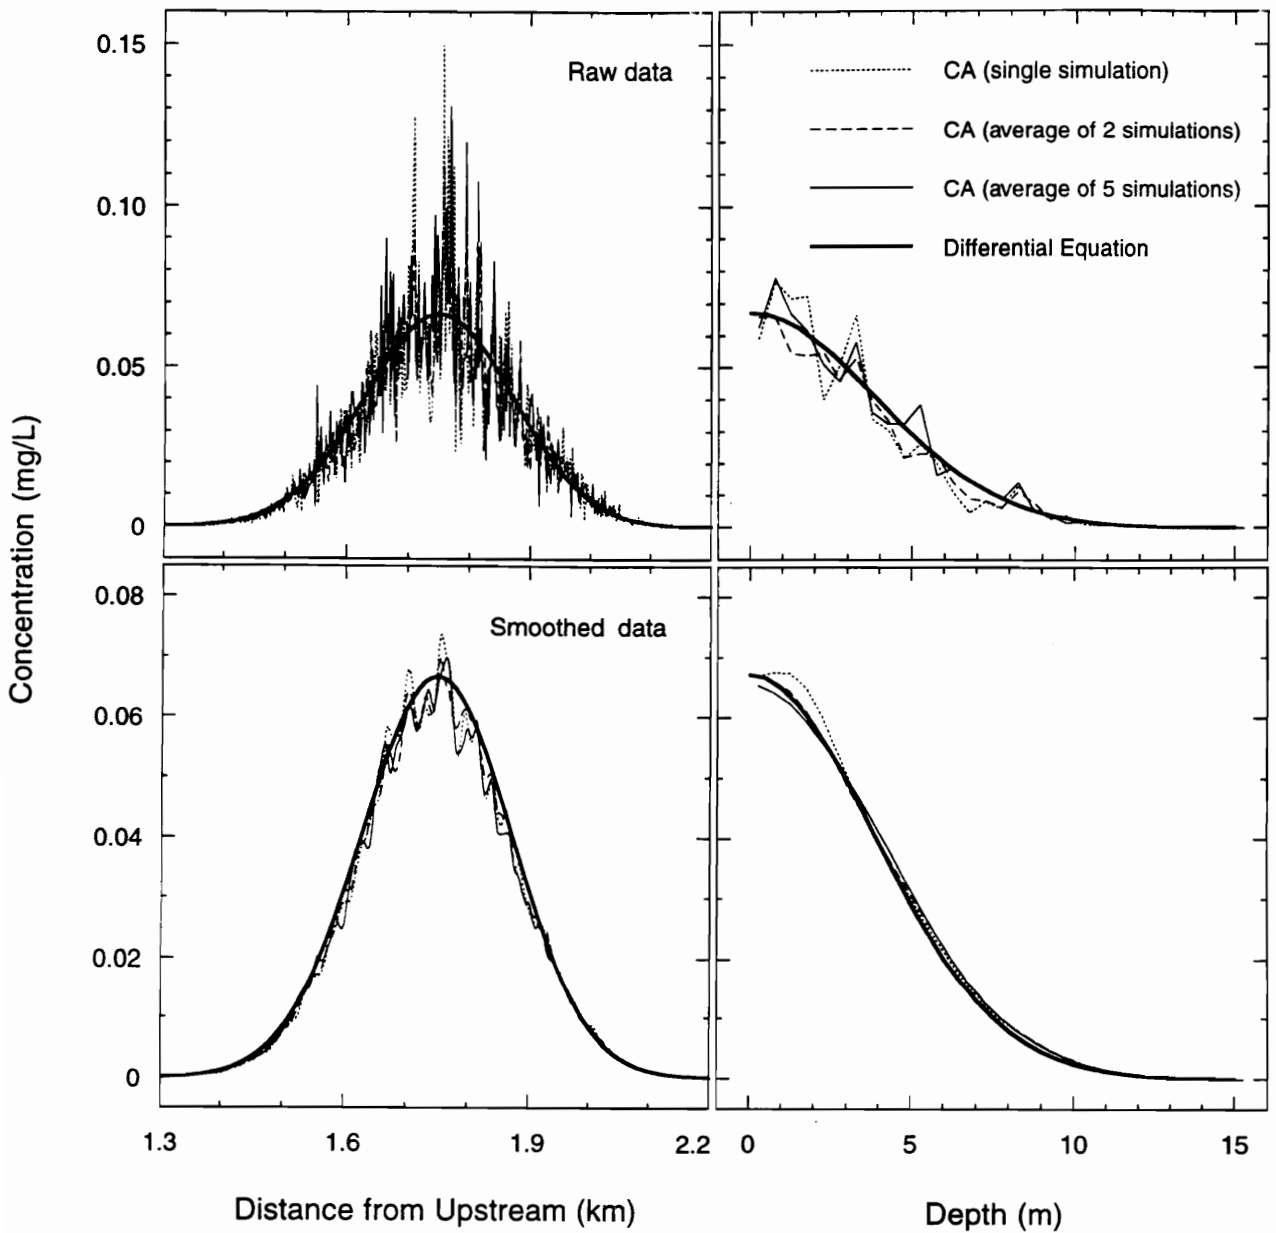 0.15
0.10
0.05
0
Raw data
CA (single simulation)
CA (average of 2 simulations)
CA (average of 5 simulations)
Differential Equation
Concentration (mg/L)
0.08
0.06
0.04
0.02
0
Smoothed data
1.3 1.6 1.9 2.2
0 5 10 15
Distance from Upstream (km)
Depth (m)